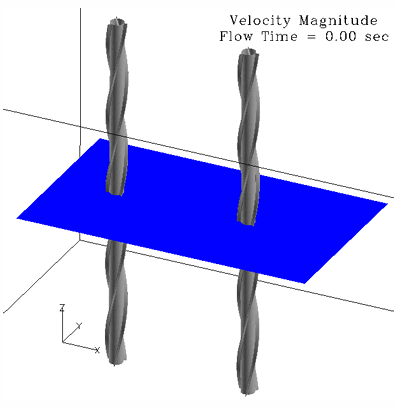 Velocity Magnitude
Flow Time = 0.00 sec
Z
Y
X